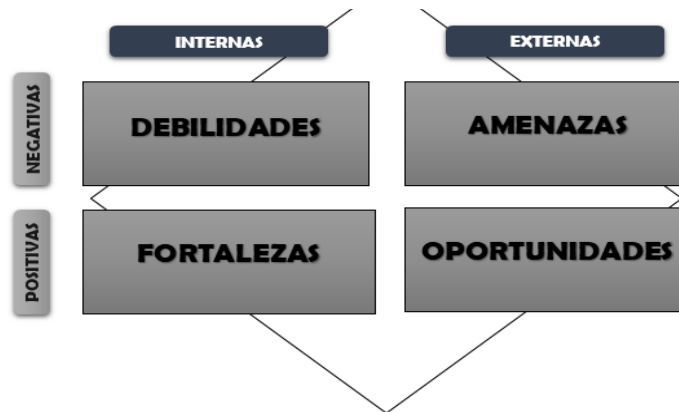 INTERNAS
EXTERNAS
NEGATIVAS
DEBILIDADES
AMENAZAS
POSITIVAS
FORTALEZAS
OPORTUNIDADES